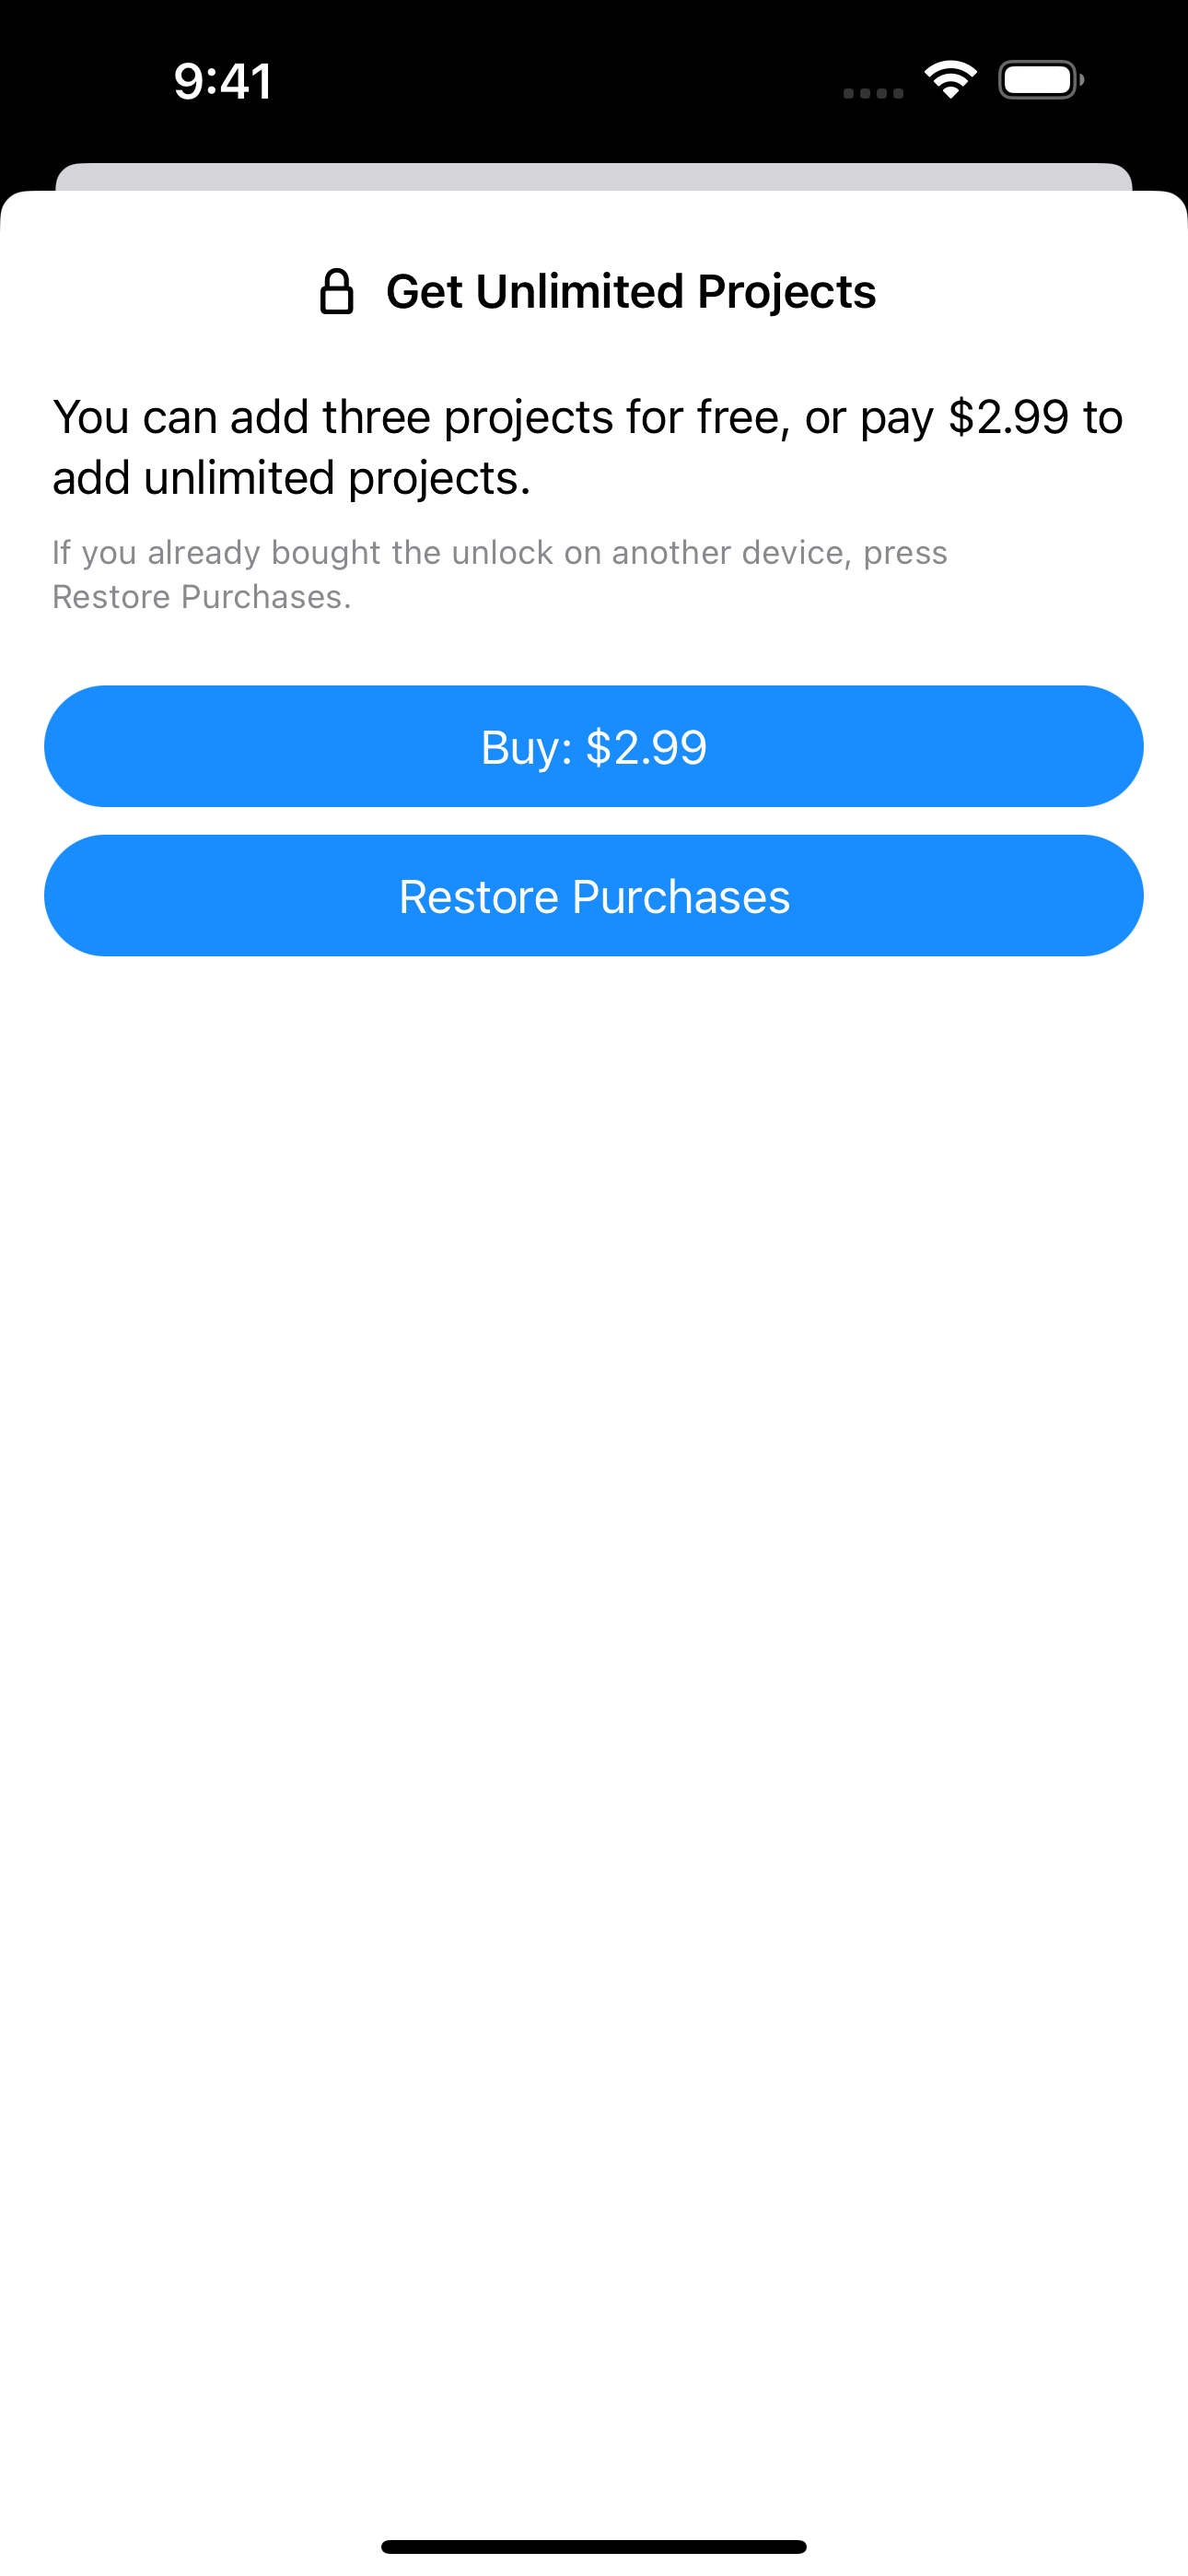 9:41
Get Unlimited Projects
You can add three projects for free, or pay $2.99 to
add unlimited projects.
If you already bought the unlock on another device, press
Restore Purchases.
Buy: $2.99
Restore Purchases